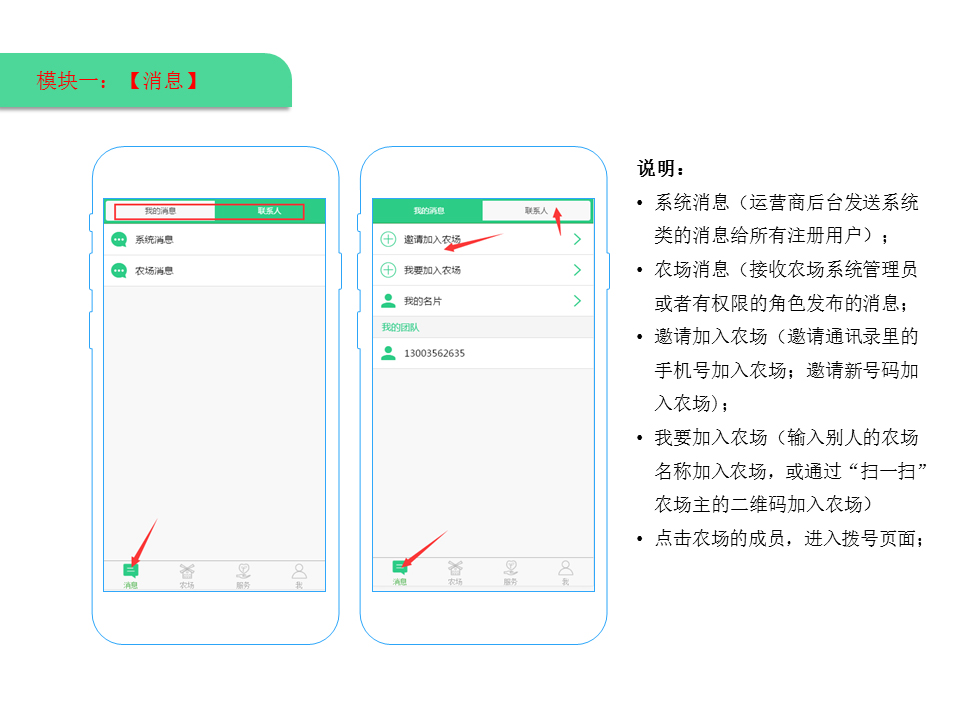 模块一：【消息】
我的消息 联系人
系统消息
农场消息
消息 农场 服务 我
我的消息 联系人
邀请加入农场
我要加入农场
我的名片
我的团队
13003562635
消息 农场 服务 我
说明：
• 系统消息（运营商后台发送系统
类的消息给所有注册用户）；
• 农场消息（接收农场系统管理员
或者有权限的角色发布的消息；
• 邀请加入农场（邀请通讯录里的
手机号加入农场；邀请新号码加
入农场)；
• 我要加入农场（输入别人的农场
名称加入农场，或通过“扫一扫”
农场主的二维码加入农场）
• 点击农场的成员，进入拨号页面；